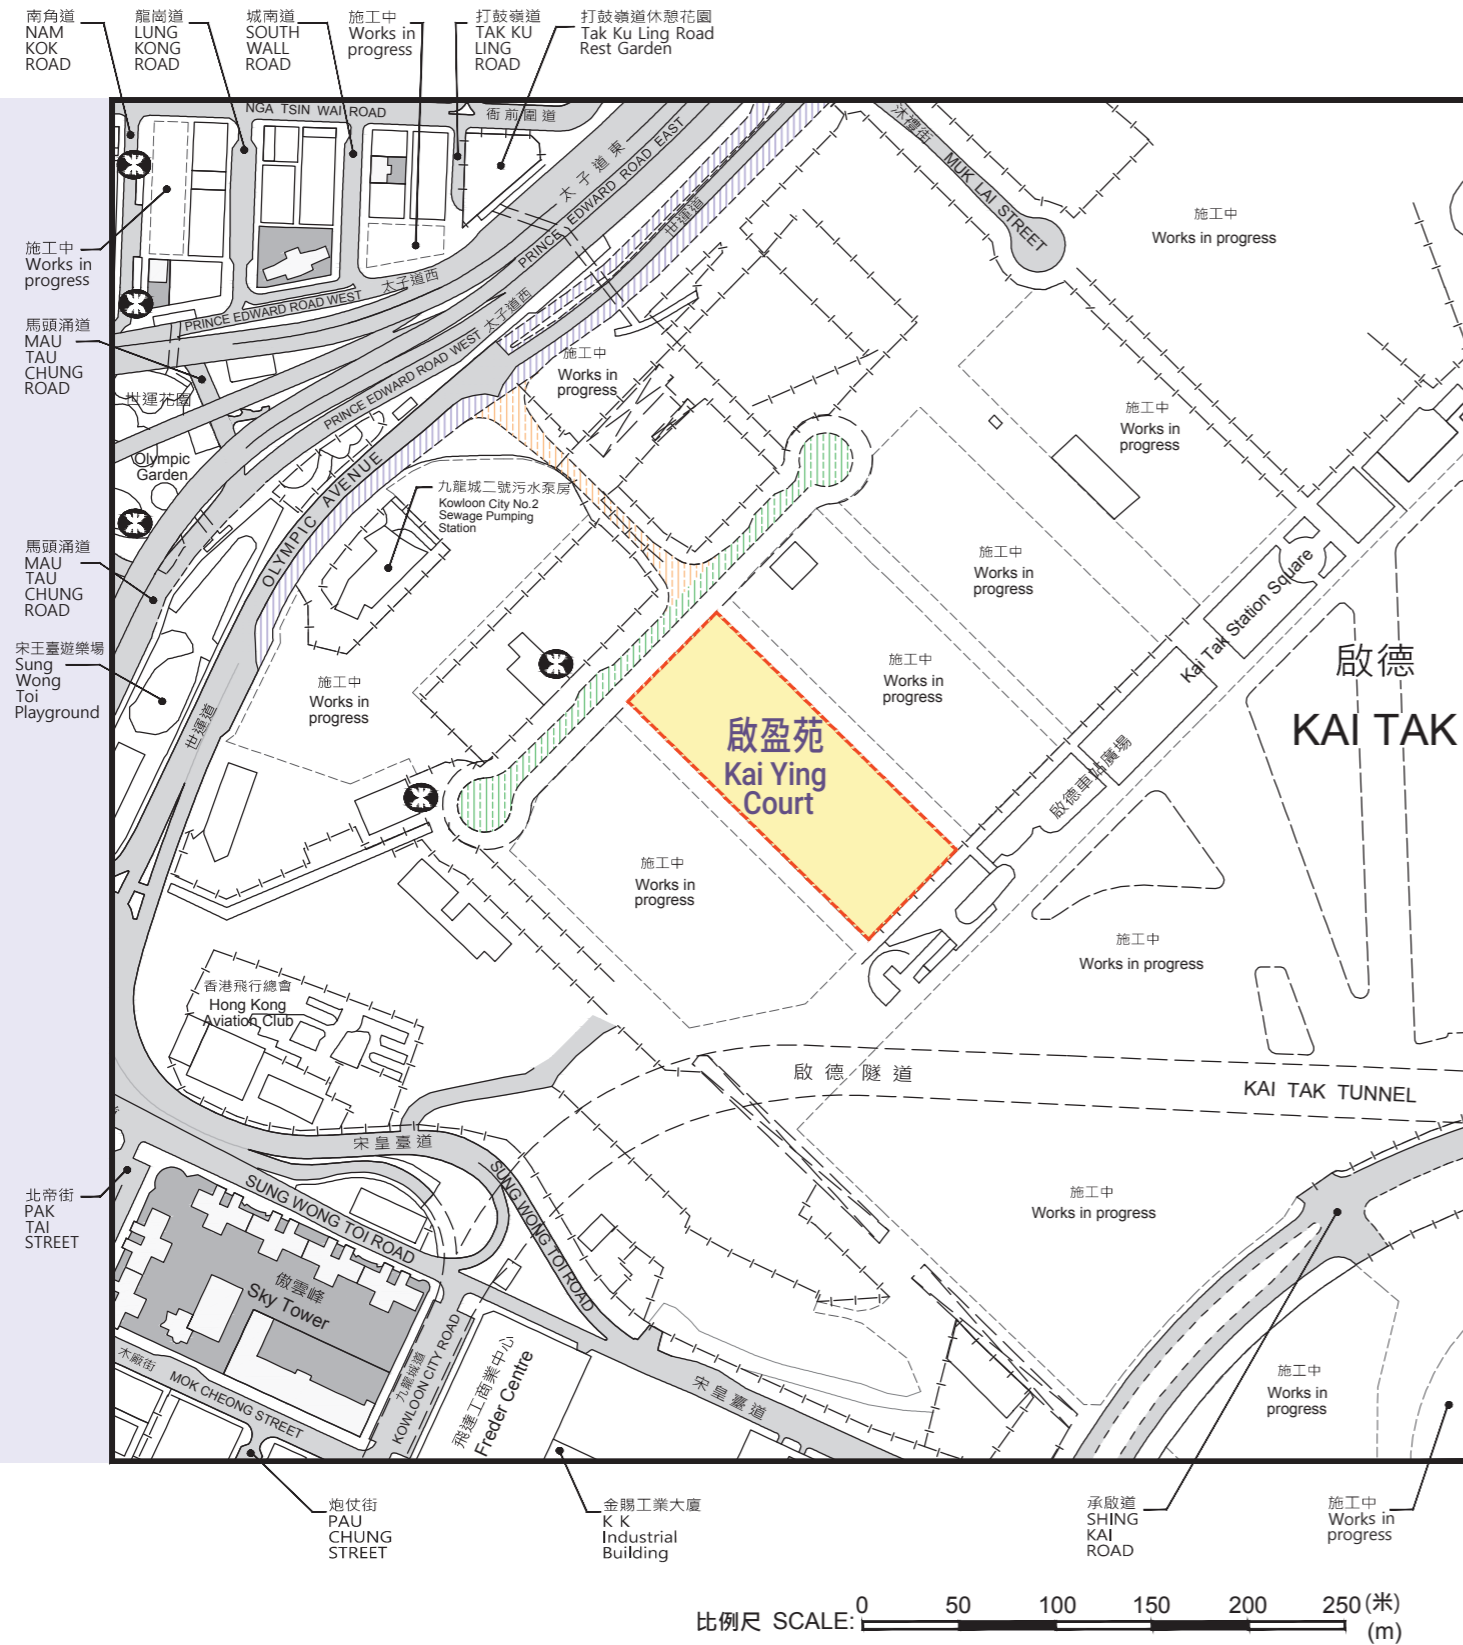 南角道
NAM
KOK
ROAD
龍崗道
LUNG
KONG
ROAD
城南道
SOUTH
WALL
ROAD
施工中
Works in
progress
打鼓嶺道
TAK KU
LING
ROAD
打鼓嶺道休憩花園
Tak Ku Ling Road
Rest Garden
NGA TSIN WAI ROAD
衙前圍道
太子道東
PRINCE EDWARD ROAD EAST
世運道
沐禮街
MUK LAI STREET
施工中
Works in progress
施工中
Works in
progress
馬頭涌道
MAU
TAU
CHUNG
ROAD
PRINCE EDWARD ROAD WEST
太子道西
PRINCE EDWARD ROAD WEST
太子道西
施工中
Works in
progress
世運花園
Olympic
Garden
OLYMPIC AVENUE
九龍城二號污水泵房
Kowloon City No.2
Sewage Pumping
Station
施工中
Works in
progress
施工中
Works in
progress
馬頭涌道
MAU
TAU
CHUNG
ROAD
宋王臺遊樂場
Sung
Wong
Toi
Playground
世運道
施工中
Works in
progress
施工中
Works in
progress
Kai Tak Station Square
啟德車站廣場
啟德
KAI TAK
啟盈苑
Kai Ying
Court
施工中
Works in
progress
施工中
Works in progress
香港飛行總會
Hong Kong
Aviation Club
啟德隧道
KAI TAK TUNNEL
宋皇臺道
SUNG WONG TOI ROAD
SUNG WONG TOI ROAD
施工中
Works in progress
北帝街
PAK
TAI
STREET
傲雲峰
Sky Tower
木廠街
MOK CHEONG STREET
九龍城道
KOWLOON CITY ROAD
飛達工商業中心
Freder Centre
宋皇臺道
施工中
Works in
progress
炮仗街
PAU
CHUNG
STREET
金賜工業大廈
K K
Industrial
Building
承啟道
SHING
KAI
ROAD
施工中
Works in
progress
比例尺 SCALE:
0 50 100 150 200 250 (米)
(m)